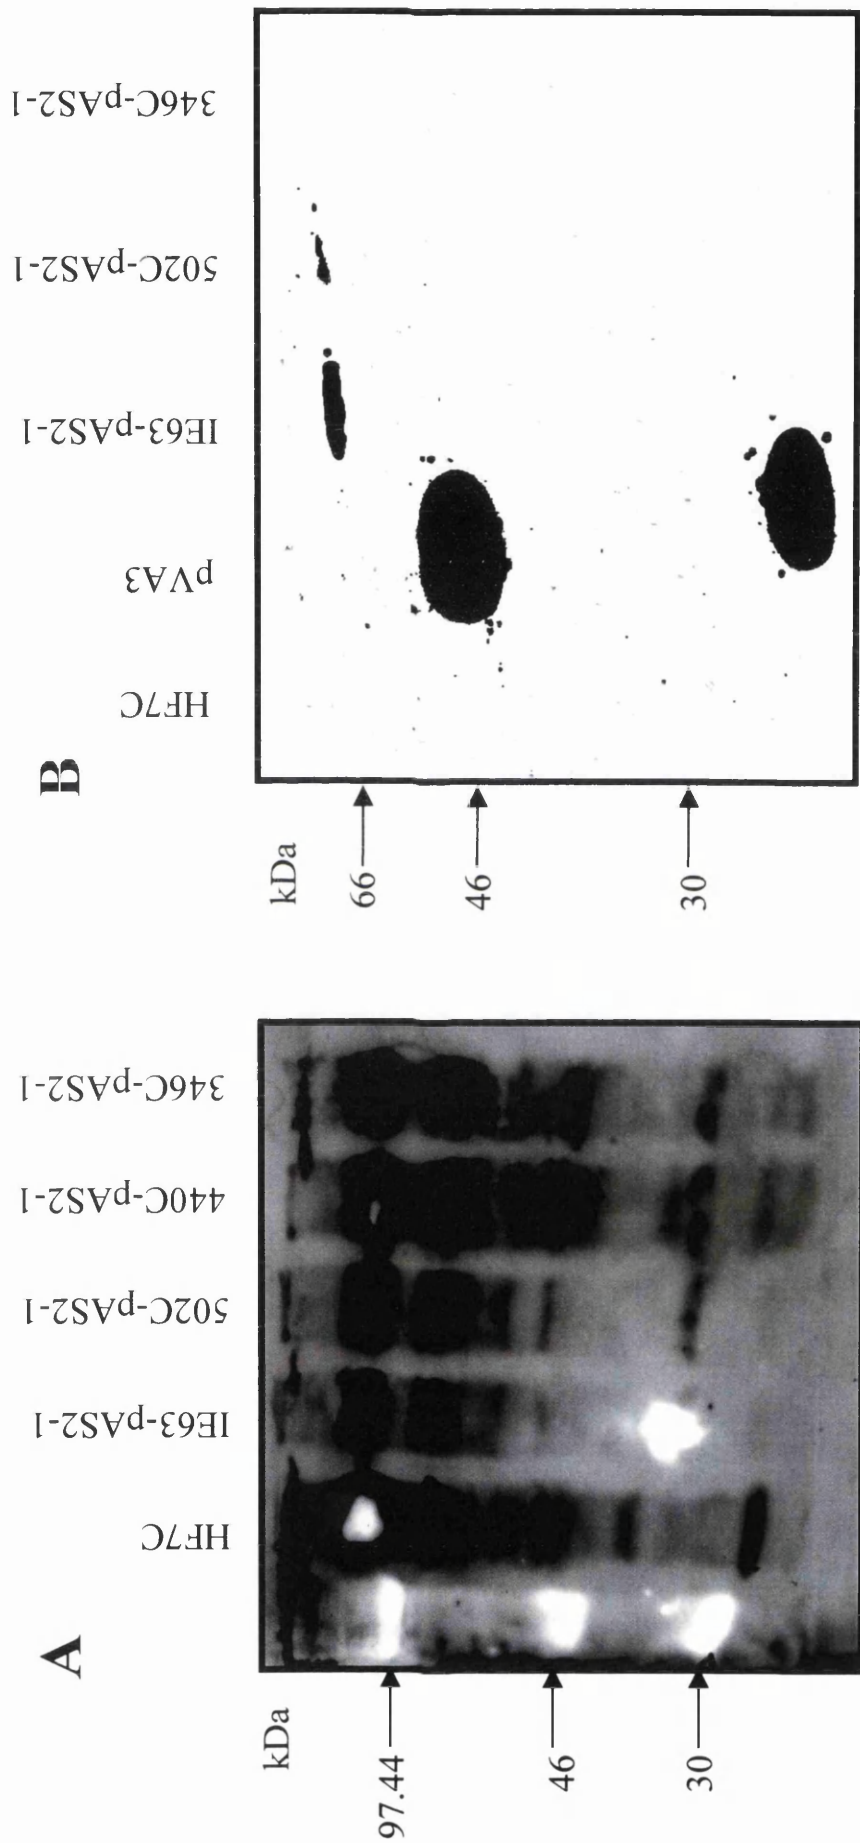 A
HF7C
IE63-pAS2-1
502C-pAS2-1
440C-pAS2-1
346C-pAS2-1
kDa
97.44
46
30
B
HF7C
pVA3
IE63-pAS2-1
502C-pAS2-1
346C-pAS2-1
kDa
66
46
30